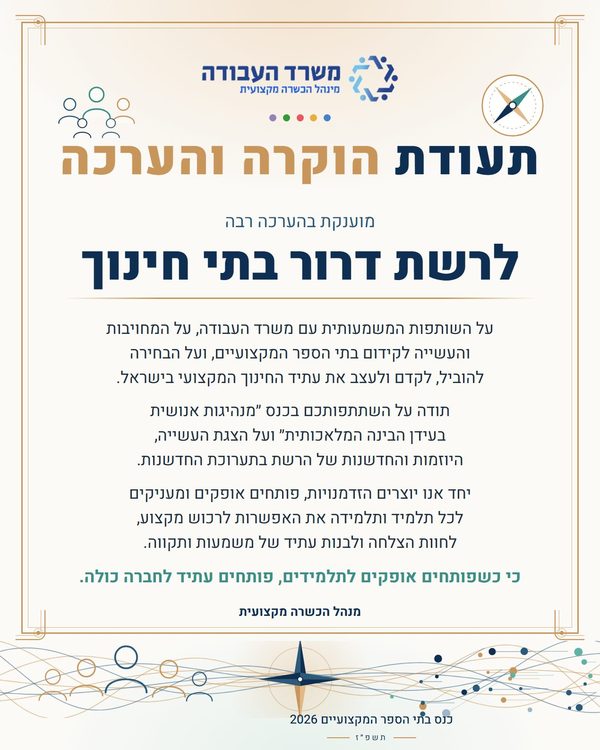 משרד העבודה
מינהל הכשרה מקצועית
תעודת הוקרה והערכה
מוענקת בהערכה רבה
לרשת דרור בתי חינוך
על השותפות המשמעותית עם משרד העבודה, על המחויבות
והעשייה לקידום בתי הספר המקצועיים, ועל הבחירה
להוביל, לקדם ולעצב את עתיד החינוך המקצועי בישראל.
תודה על השתתפותכם בכנס "מנהיגות אנושית
בעידן הבינה המלאכותית" ועל הצגת העשייה,
היוזמות והחדשנות של הרשת בתערוכת החדשנות.
יחד אנו יוצרים הזדמנויות, פותחים אופקים ומעניקים
לכל תלמיד ותלמידה את האפשרות לרכוש מקצוע,
לחוות הצלחה ולבנות עתיד של משמעות ותקווה.
כי כשפותחים אופקים לתלמידים, פותחים עתיד לחברה כולה.
מנהל הכשרה מקצועית
כנס בתי הספר המקצועיים 2026
תשפ"ז